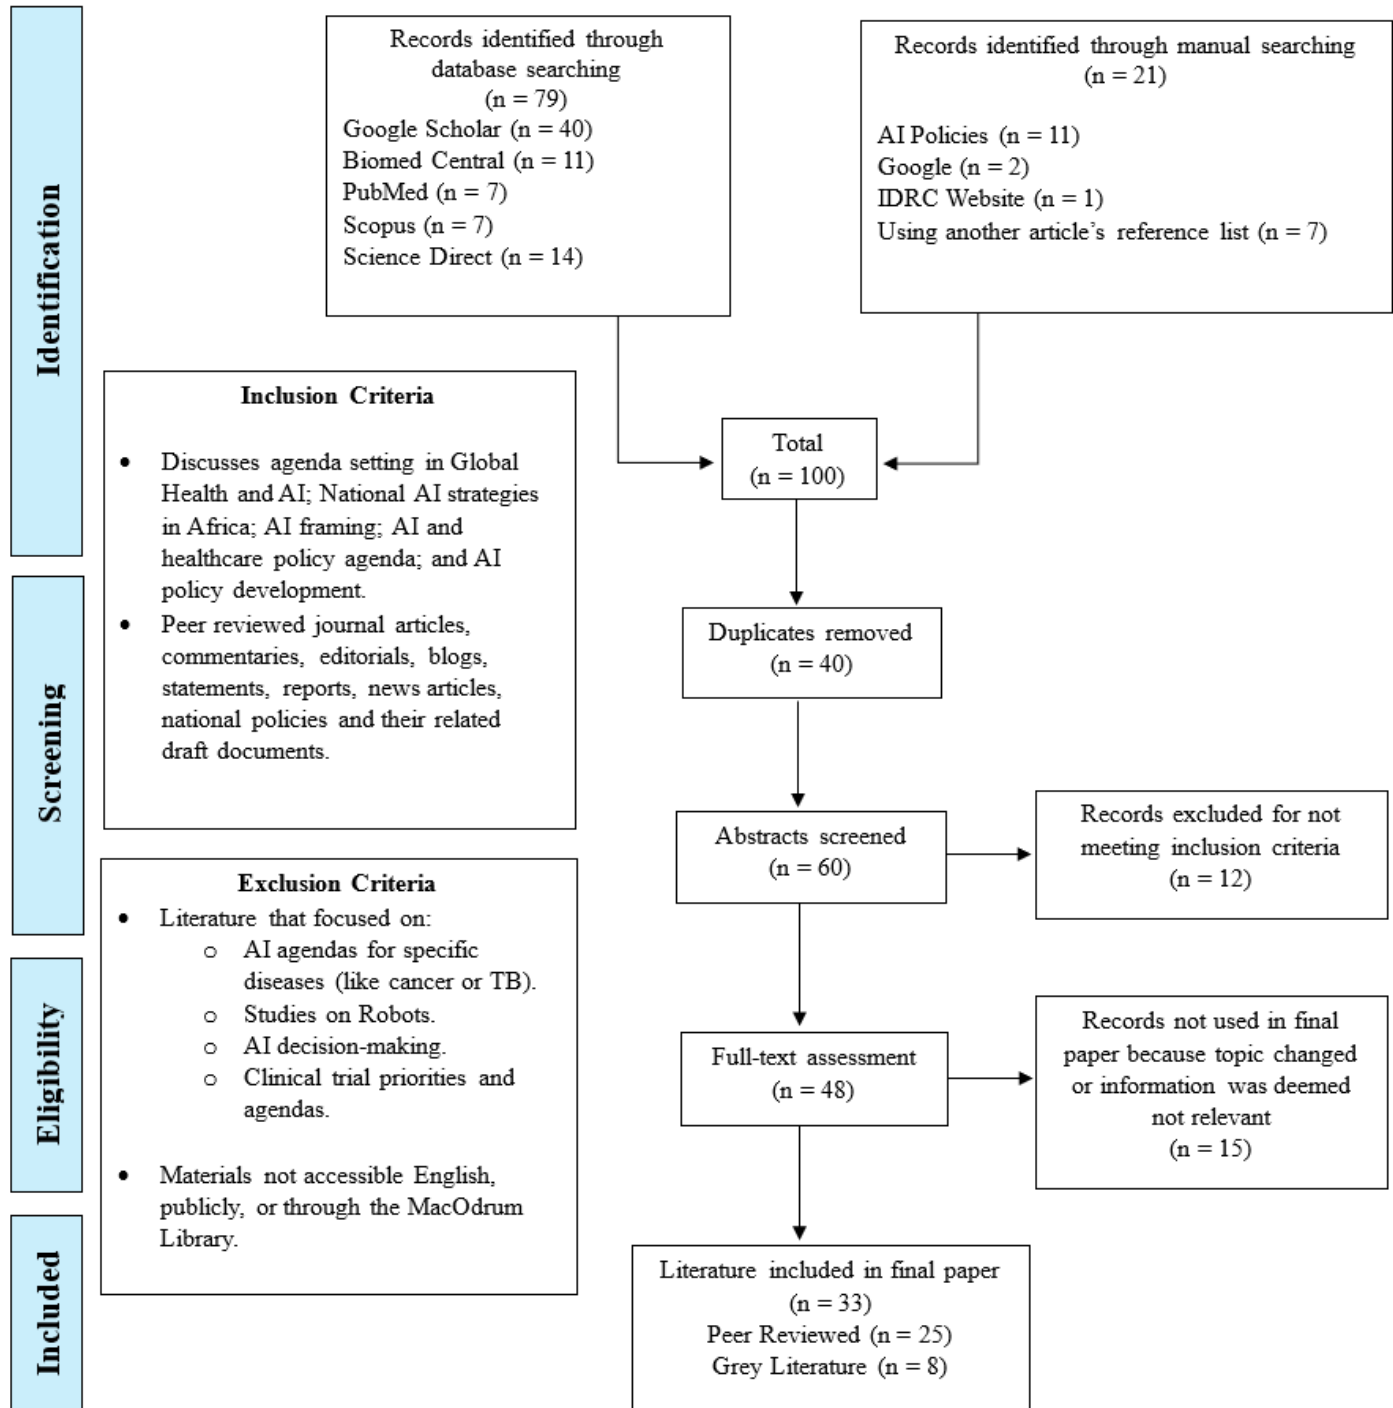 Identification
Records identified through
database searching
(n = 79)
Google Scholar (n = 40)
Biomed Central (n = 11)
PubMed (n = 7)
Scopus (n = 7)
Science Direct (n = 14)
Records identified through manual searching
(n = 21)
AI Policies (n = 11)
Google (n = 2)
IDRC Website (n = 1)
Using another article’s reference list (n = 7)
Total
(n = 100)
Inclusion Criteria
• Discusses agenda setting in Global
Health and AI; National AI strategies
in Africa; AI framing; AI and
healthcare policy agenda; and AI
policy development.
• Peer reviewed journal articles,
commentaries, editorials, blogs,
statements, reports, news articles,
national policies and their related
draft documents.
Screening
Duplicates removed
(n = 40)
Abstracts screened
(n = 60)
Records excluded for not
meeting inclusion criteria
(n = 12)
Exclusion Criteria
• Literature that focused on:
o AI agendas for specific
diseases (like cancer or TB).
o Studies on Robots.
o AI decision-making.
o Clinical trial priorities and
agendas.
• Materials not accessible English,
publicly, or through the MacOdrum
Library.
Eligibility
Full-text assessment
(n = 48)
Records not used in final
paper because topic changed
or information was deemed
not relevant
(n = 15)
Included
Literature included in final paper
(n = 33)
Peer Reviewed (n = 25)
Grey Literature (n = 8)